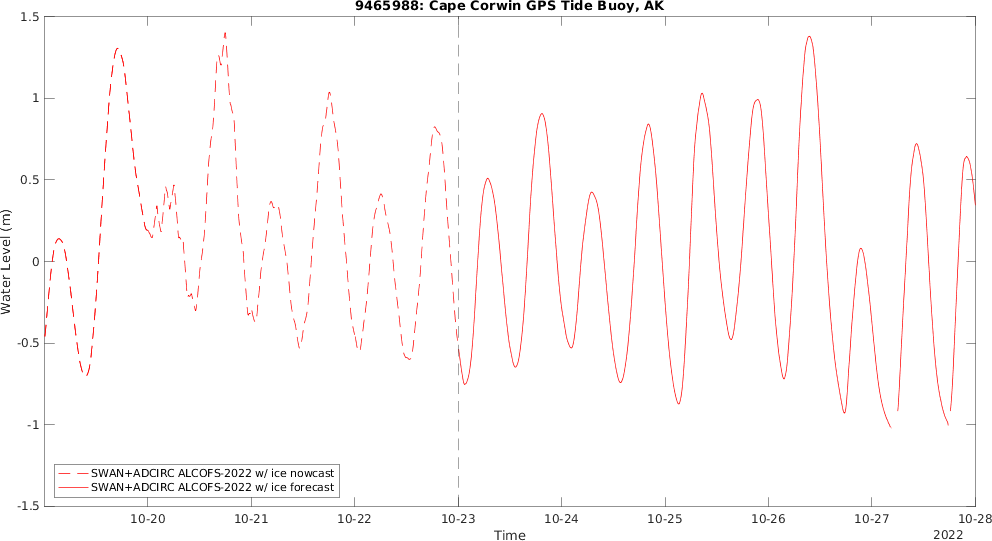 9465988: Cape Corwin GPS Tide Buoy, AK
1.5
1
0.5
0
-0.5
-1
-1.5
Water Level (m)
SWAN+ADCIRC ALCOFS-2022 w/ ice nowcast
SWAN+ADCIRC ALCOFS-2022 w/ ice forecast
10-20 10-21 10-22 10-23 10-24 10-25 10-26 10-27 10-28
Time
2022